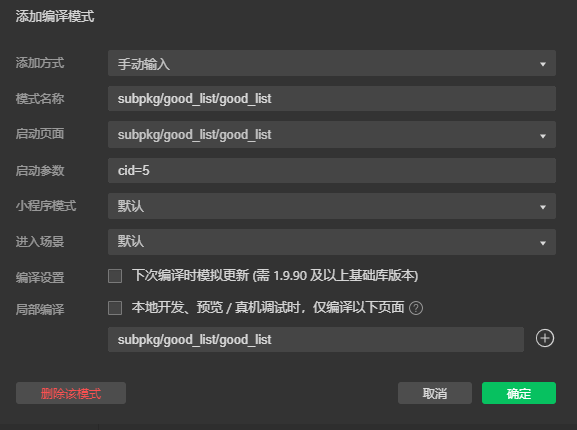 添加编译模式
添加方式 手动输入
模式名称 subpkg/good_list/good_list
启动页面 subpkg/good_list/good_list
启动参数 cid=5
小程序模式 默认
进入场景 默认
编译设置 下次编译时模拟更新 (需 1.9.90 及以上基础库版本)
局部编译 本地开发、预览 / 真机调试时，仅编译以下页面 ?
subpkg/good_list/good_list
删除该模式 取消 确定